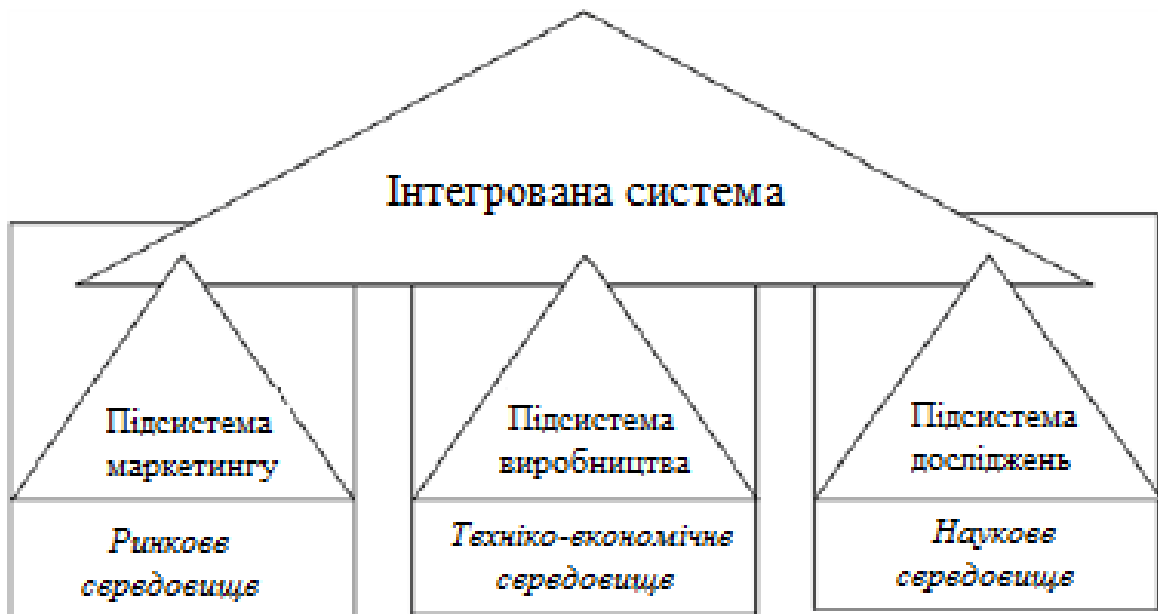 Інтегрована система
Підсистема
маркетингу
Підсистема
виробництва
Підсистема
досліджень
Ринкове
середовище
Техніко-економічне
середовище
Наукове
середовище